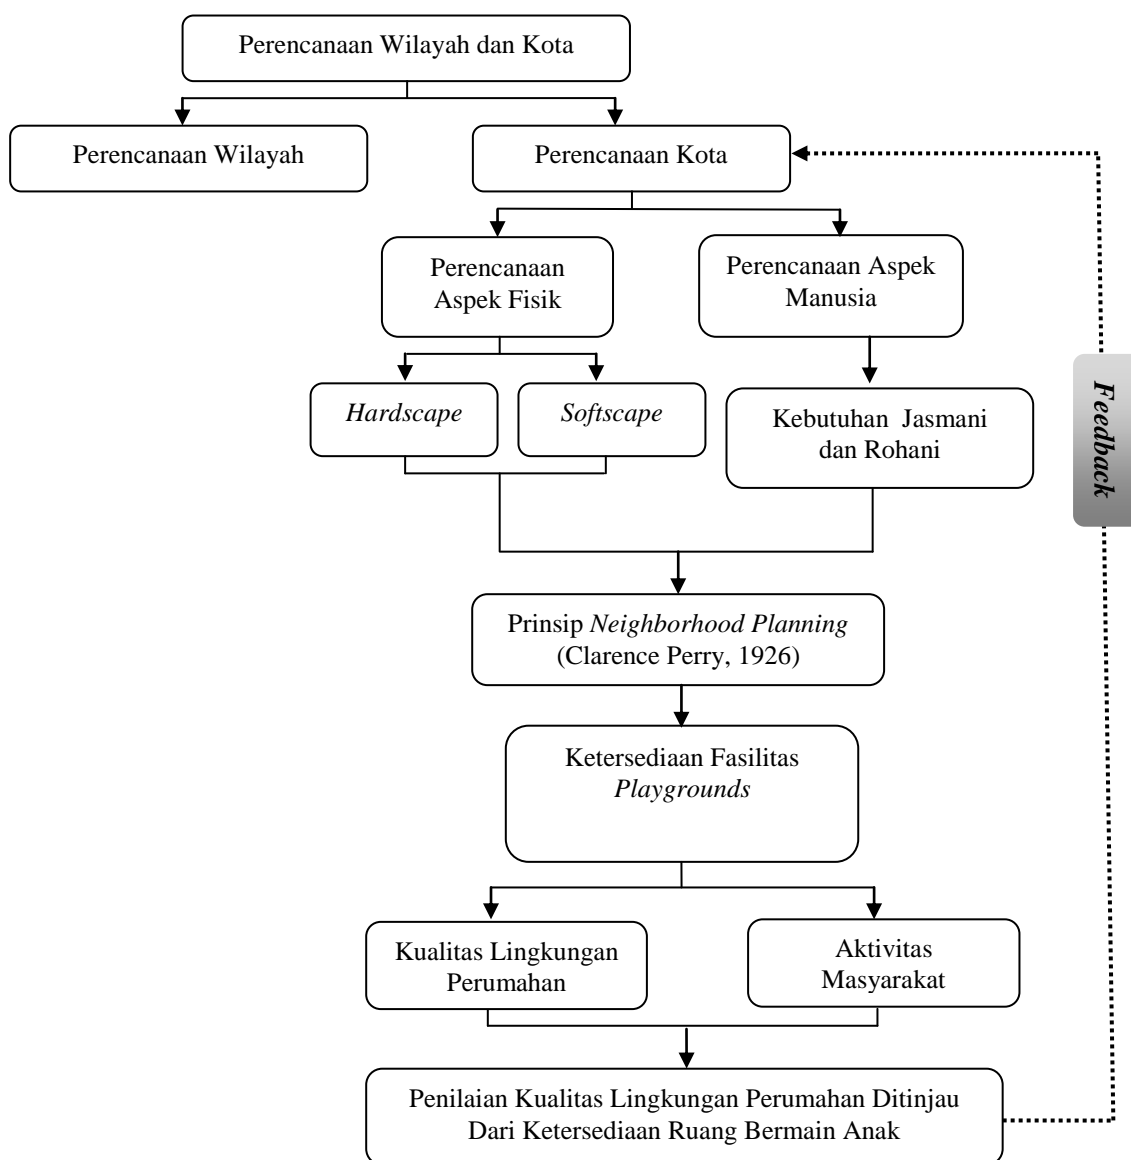 Perencanaan Wilayah dan Kota
Perencanaan Wilayah
Perencanaan Kota
Perencanaan
Aspek Fisik
Perencanaan Aspek
Manusia
Hardscape
Softscape
Kebutuhan Jasmani
dan Rohani
Feedback
Prinsip Neighborhood Planning
(Clarence Perry, 1926)
Ketersediaan Fasilitas
Playgrounds
Kualitas Lingkungan
Perumahan
Aktivitas
Masyarakat
Penilaian Kualitas Lingkungan Perumahan Ditinjau
Dari Ketersediaan Ruang Bermain Anak